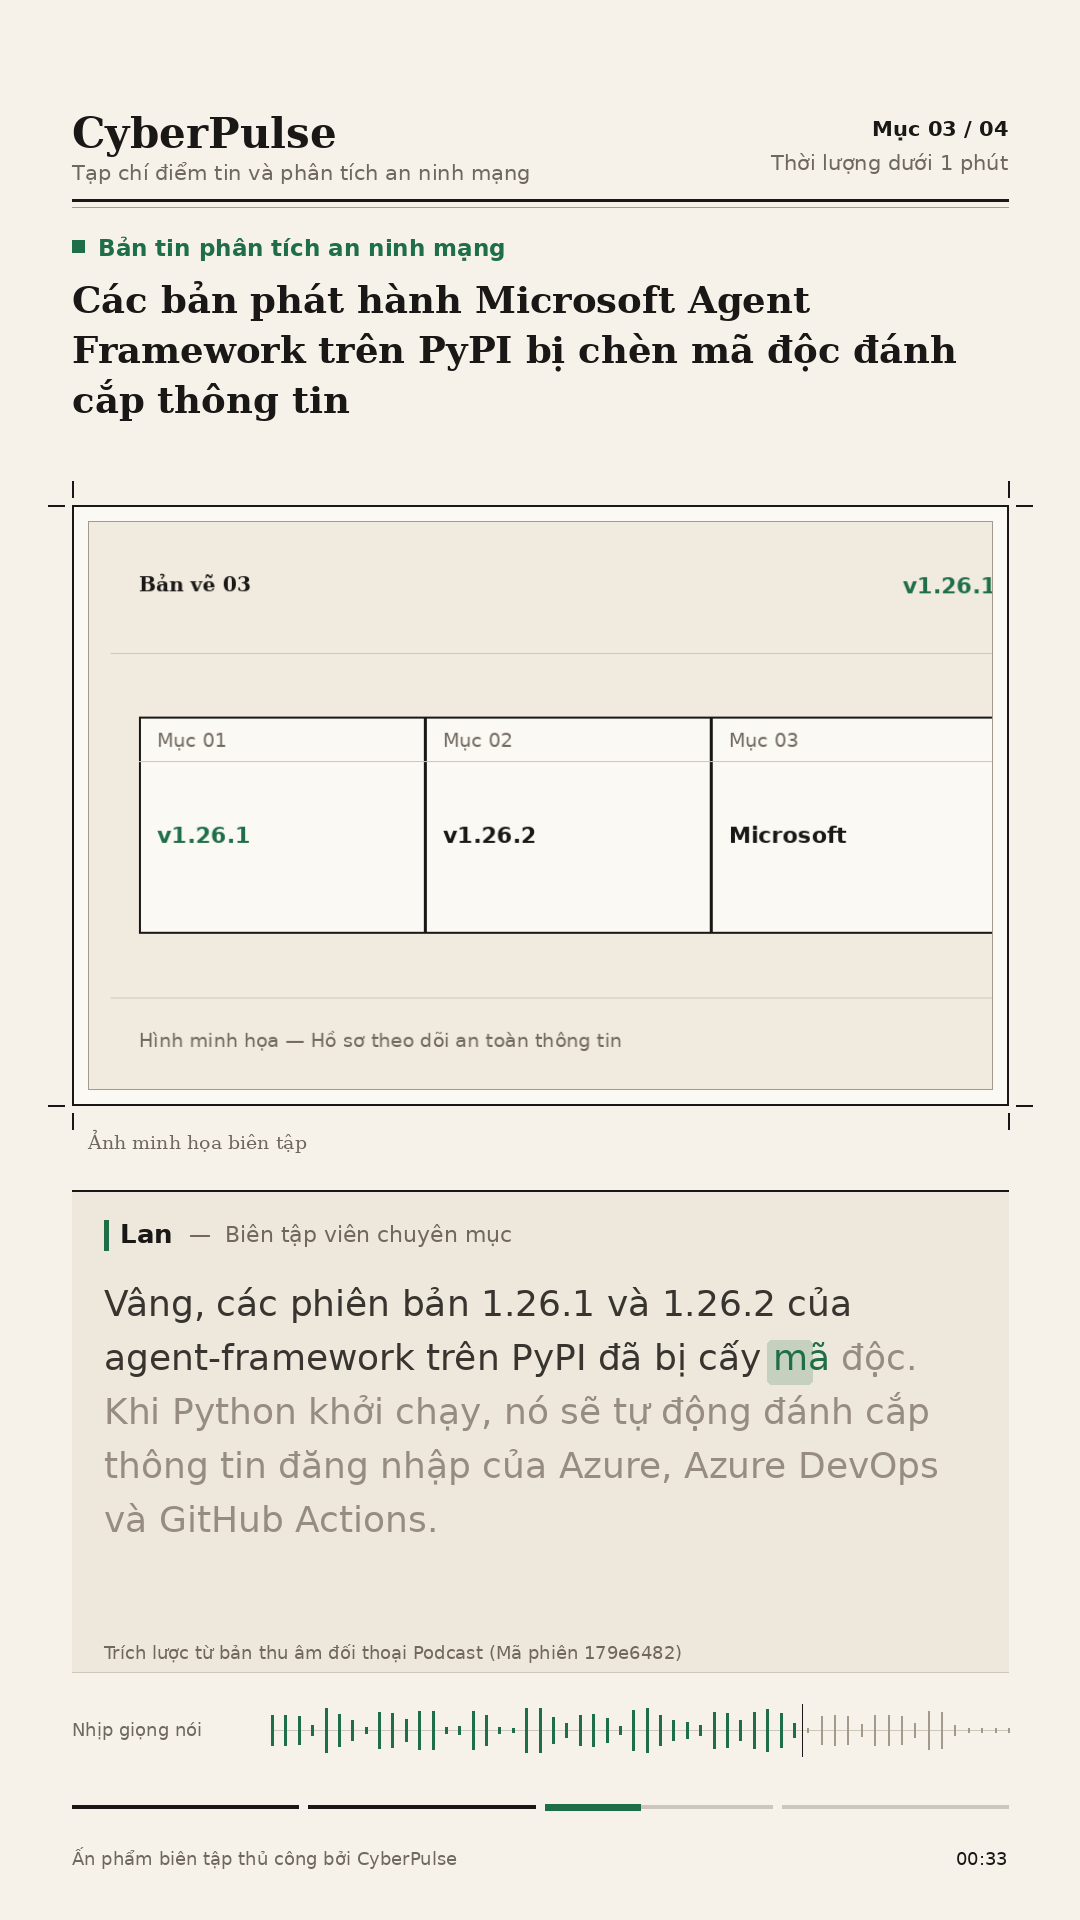 CyberPulse
Tạp chí điểm tin và phân tích an ninh mạng
Mục 03 / 04
Thời lượng dưới 1 phút
Bản tin phân tích an ninh mạng
Các bản phát hành Microsoft Agent
Framework trên PyPI bị chèn mã độc đánh
cắp thông tin
Bản vẽ 03
v1.26.1
Mục 01
Mục 02
Mục 03
v1.26.1
v1.26.2
Microsoft
Hình minh họa — Hồ sơ theo dõi an toàn thông tin
Ảnh minh họa biên tập
Lan — Biên tập viên chuyên mục
Vâng, các phiên bản 1.26.1 và 1.26.2 của
agent-framework trên PyPI đã bị cấy mã độc.
Khi Python khởi chạy, nó sẽ tự động đánh cắp
thông tin đăng nhập của Azure, Azure DevOps
và GitHub Actions.
Trích lược từ bản thu âm đối thoại Podcast (Mã phiên 179e6482)
Nhịp giọng nói
Ấn phẩm biên tập thủ công bởi CyberPulse
00:33